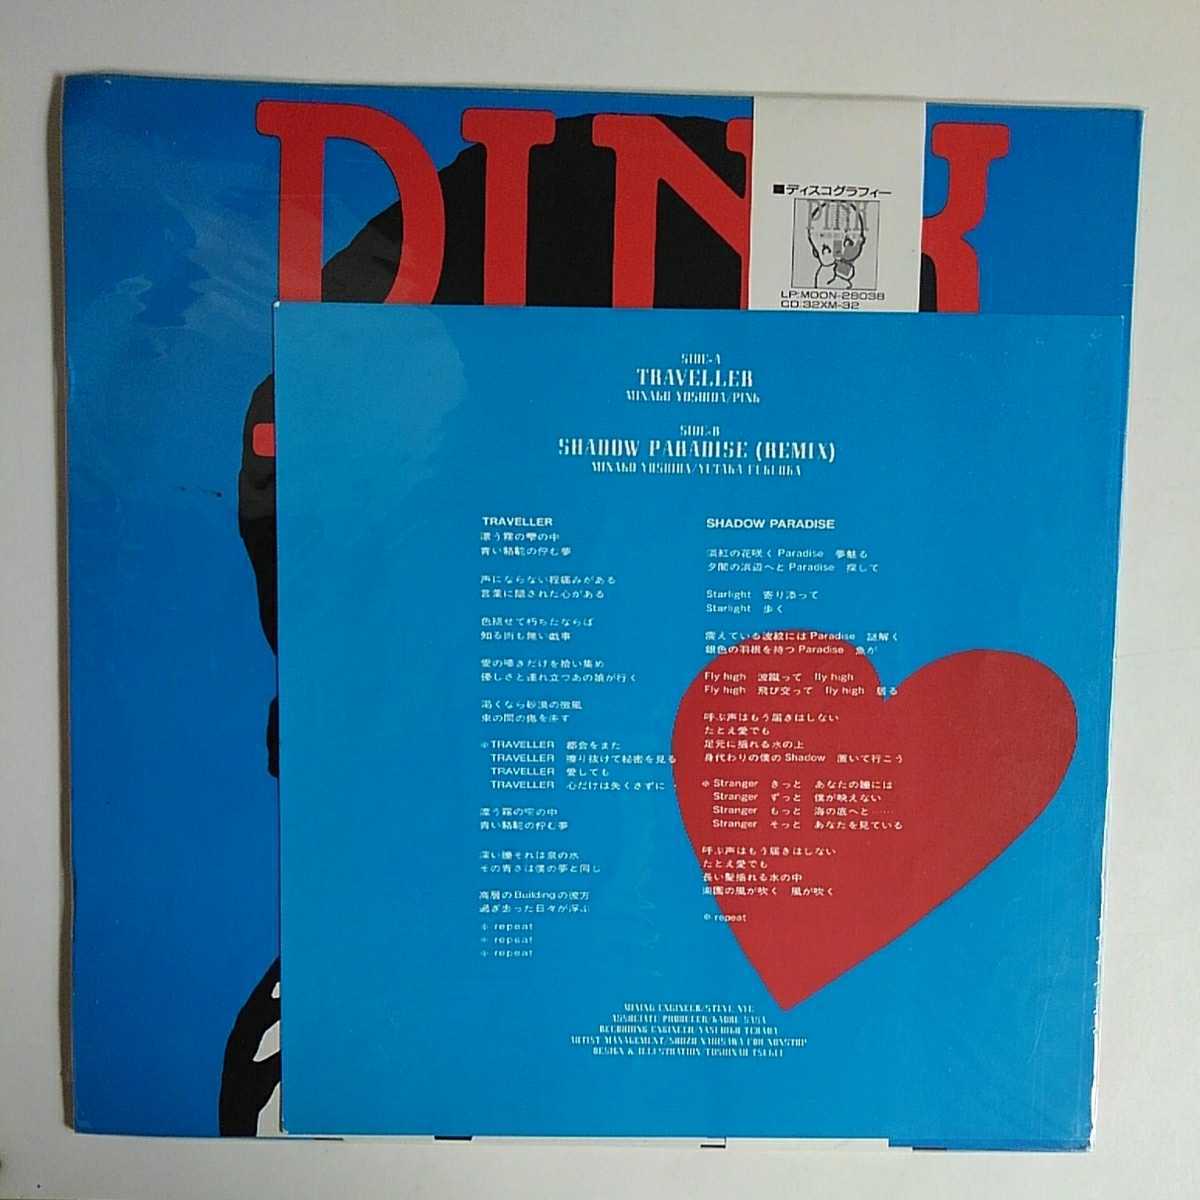 PINK
■ディスコグラフィー
PINK
LP:MOON-28038
CD:32XM-32
SIDE-A
TRAVELLER
MINAKO YOSHIDA/PINK
SIDE-B
SHADOW PARADISE (REMIX)
MINAKO YOSHIDA/YUTAKA FUKUOKA
TRAVELLER
漂う霧の雫の中
青い駱駝の佇む夢
声にならない程痛みがある
言葉に隠された心がある
色褪せて朽ちたならば
知る術も無い戯事
愛の囁きだけを拾い集め
優しさと連れ立つあの娘が行く
渇くなら砂漠の微風
束の間の傷を
※TRAVELLER 都会をまた
TRAVELLER 擦り抜けて秘密を見る
TRAVELLER 愛しても
TRAVELLER 心だけは失くさずに
漂う霧の雫の中
青い駱駝の佇む夢
深い瞳それは泉の水
その青さは僕の夢と同じ
高層のBuildingの彼方
過ぎ去った日々が浮ぶ
※ repeat
※ repeat
※ repeat
SHADOW PARADISE
深紅の花咲く Paradise 夢魅る
夕闇の浜辺へと Paradise 探して
Starlight 寄り添って
Starlight 歩く
震えている波紋には Paradise 謎解く
銀色の羽根を持つ Paradise 魚が
Fly high 波蹴って fly high
Fly high 飛び交って fly high 居る
呼ぶ声はもう届きはしない
たとえ愛でも
足元に揺れる水の上
身代わりの僕の Shadow 置いて行こう
※ Stranger きっと あなたの瞳には
Stranger ずっと 僕が映えない
Stranger もっと 海の底へと……
Stranger そっと あなたを見ている
呼ぶ声はもう届きはしない
たとえ愛でも
長い髪揺れる水の中
楽園の風が吹く 風が吹く
※ repeat
MIXING ENGINEER/STEVE NYE
ASSOCIATE PRODUCER/KAORU SASA
RECORDING ENGINEER/YASUHIKO TERADA
ARTIST MANAGEMENT/SHOZO NARUSAWA FOR NONSTOP
DESIGN & ILLUSTRATION/TOSHINAO TSUKUI